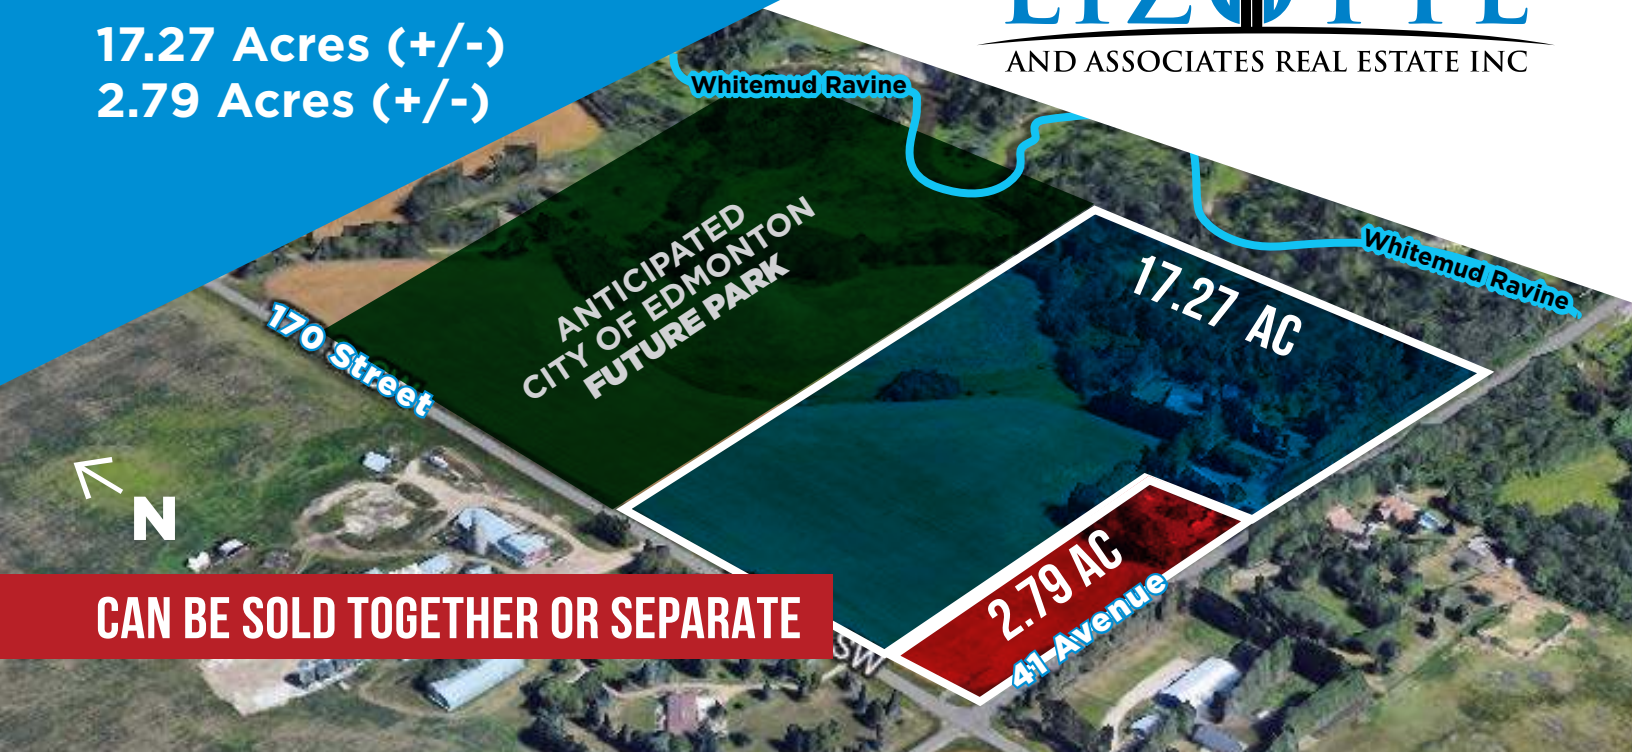 17.27 Acres (+/-)
2.79 Acres (+/-)
LIZOTTE
AND ASSOCIATES REAL ESTATE INC
Whitemud Ravine
Whitemud Ravine
ANTICIPATED
CITY OF EDMONTON
FUTURE PARK
17.27 AC
170 Street
N
2.79 AC
41 Avenue
CAN BE SOLD TOGETHER OR SEPARATE
SW